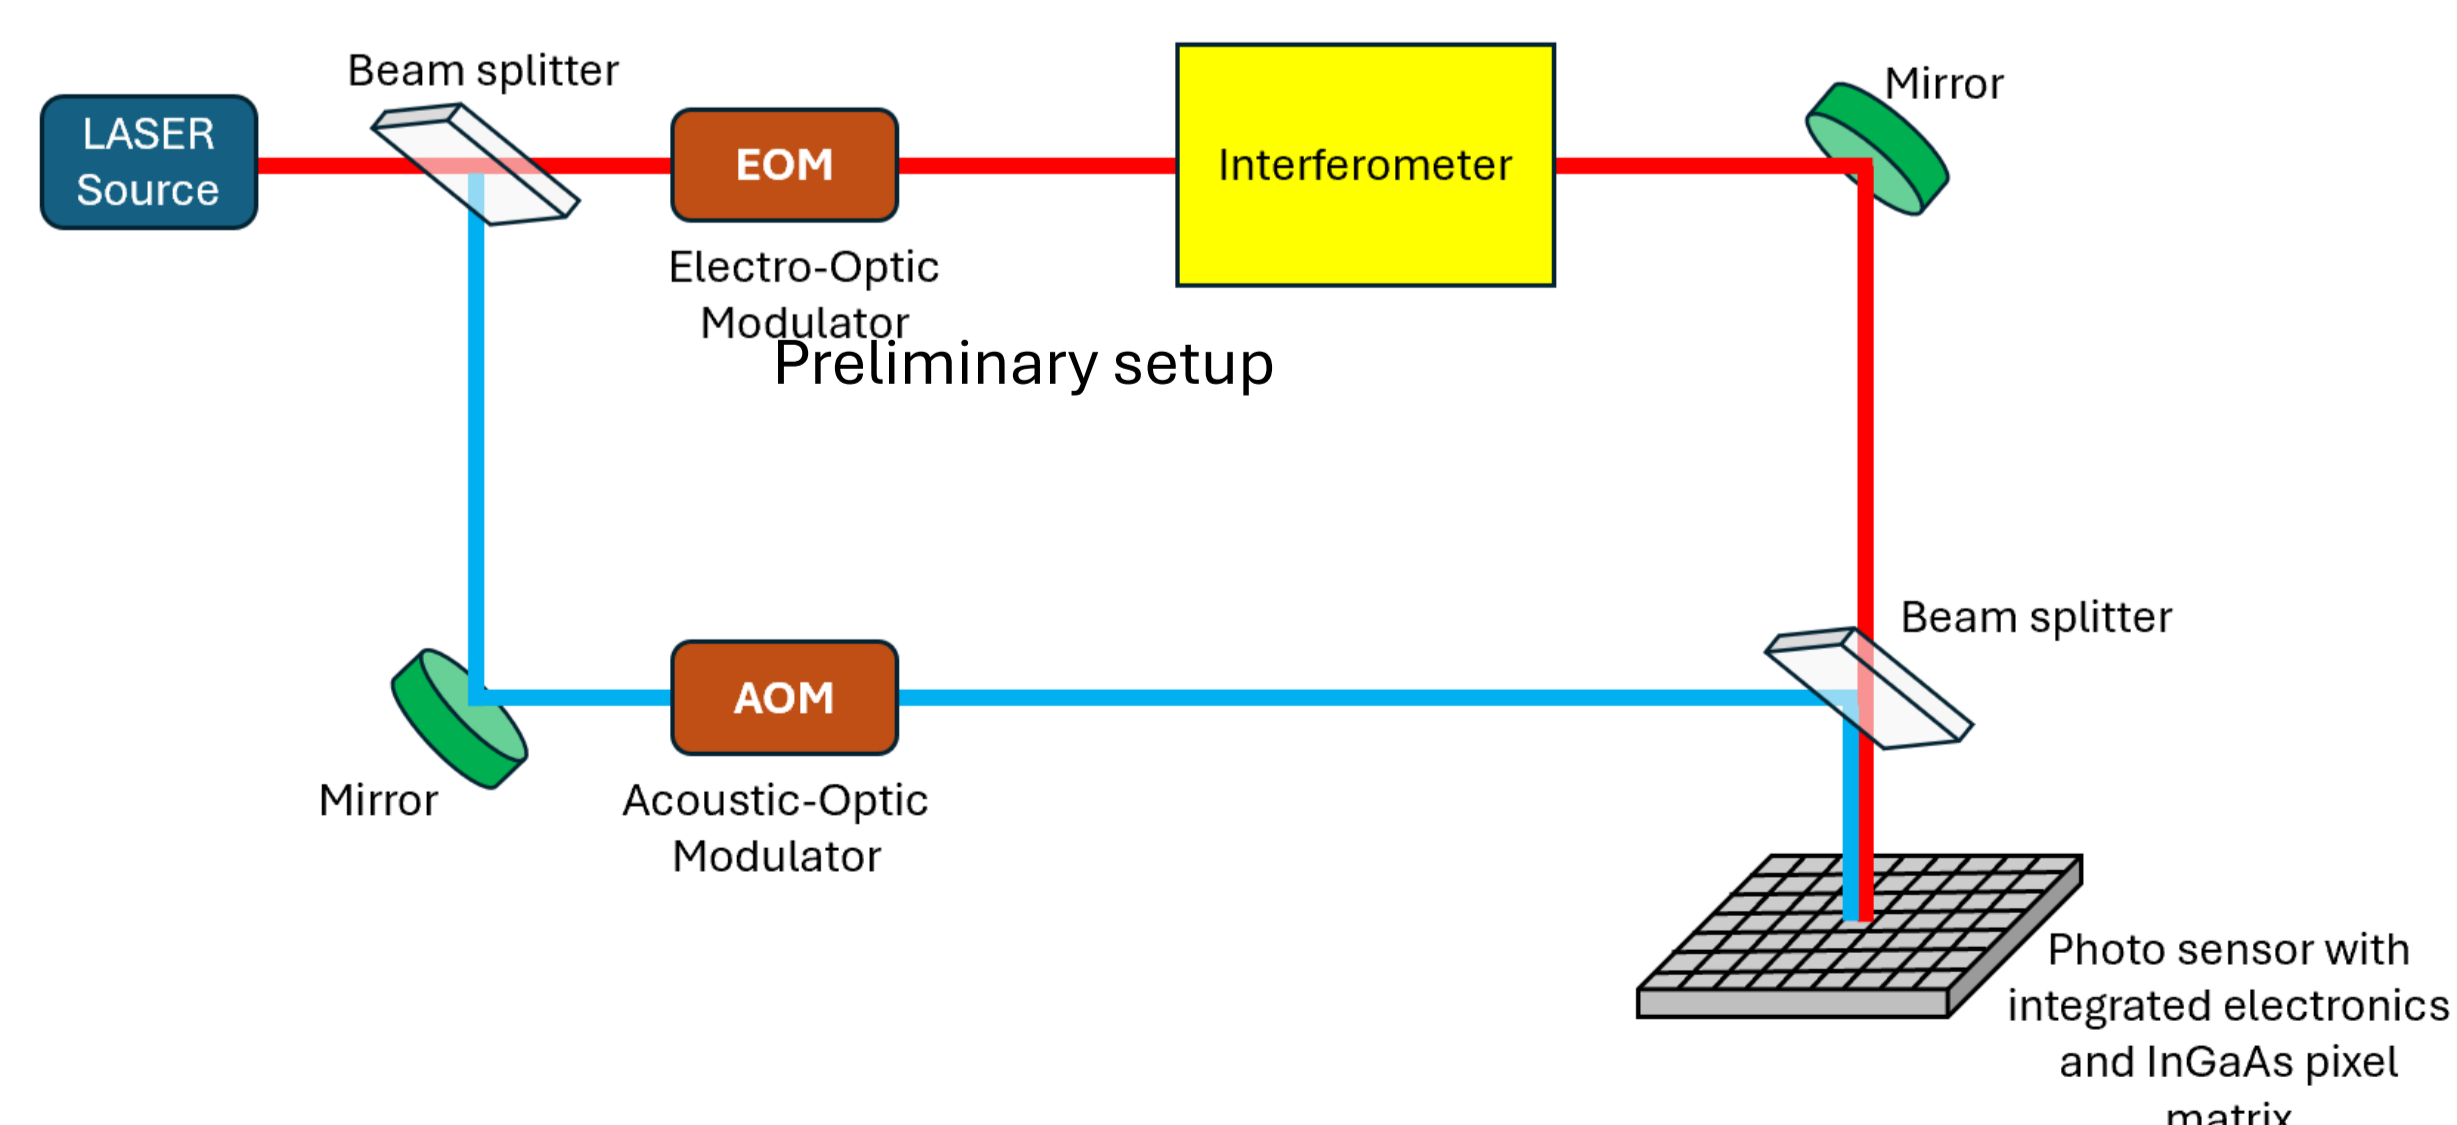 Beam splitter
Mirror
LASER
Source
EOM
Interferometer
Electro-Optic
Modulator
Preliminary setup
Beam splitter
AOM
Mirror
Acoustic-Optic
Modulator
Photo sensor with
integrated electronics
and InGaAs pixel
matrix